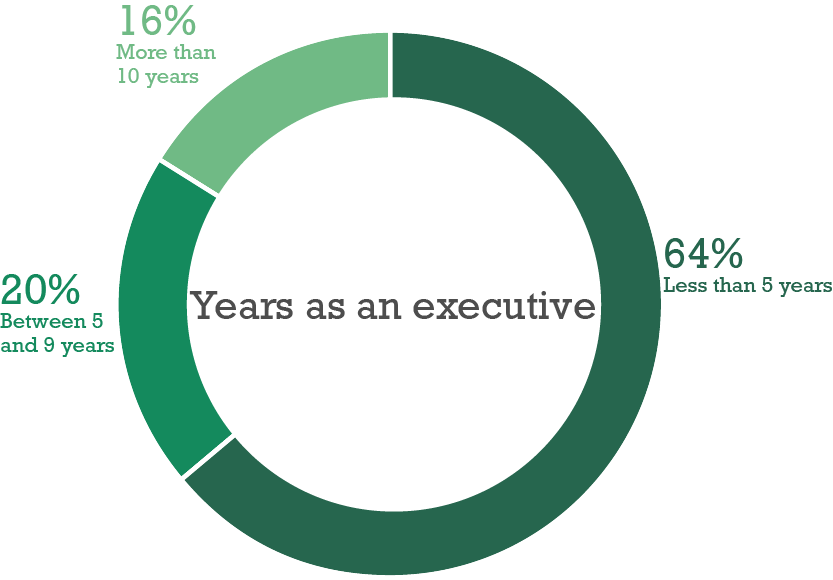 16%
More than
10 years
64%
Less than 5 years
20%
Between 5
and 9 years
Years as an executive